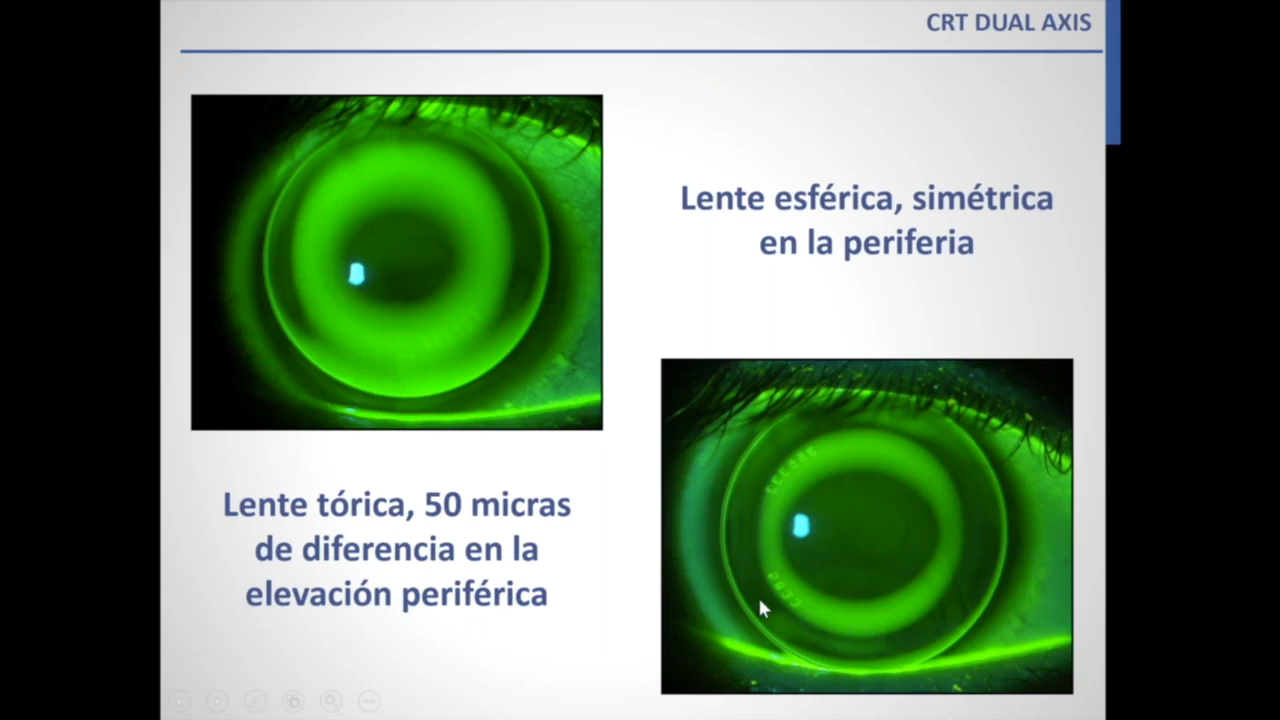 CRT DUAL AXIS
Lente esférica, simétrica
en la periferia
Lente tórica, 50 micras
de diferencia en la
elevación periférica